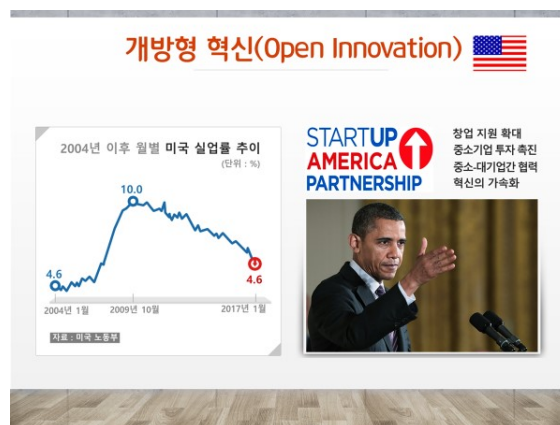 개방형 혁신(Open Innovation)
2004년 이후 월별 미국 실업률 추이
(단위 : %)
10.0
4.6
4.6
2004년 1월
2009년 10월
2017년 1월
자료 : 미국 노동부
STARTUP
AMERICA
PARTNERSHIP
창업 지원 확대
중소기업 투자 촉진
중소-대기업간 협력
혁신의 가속화